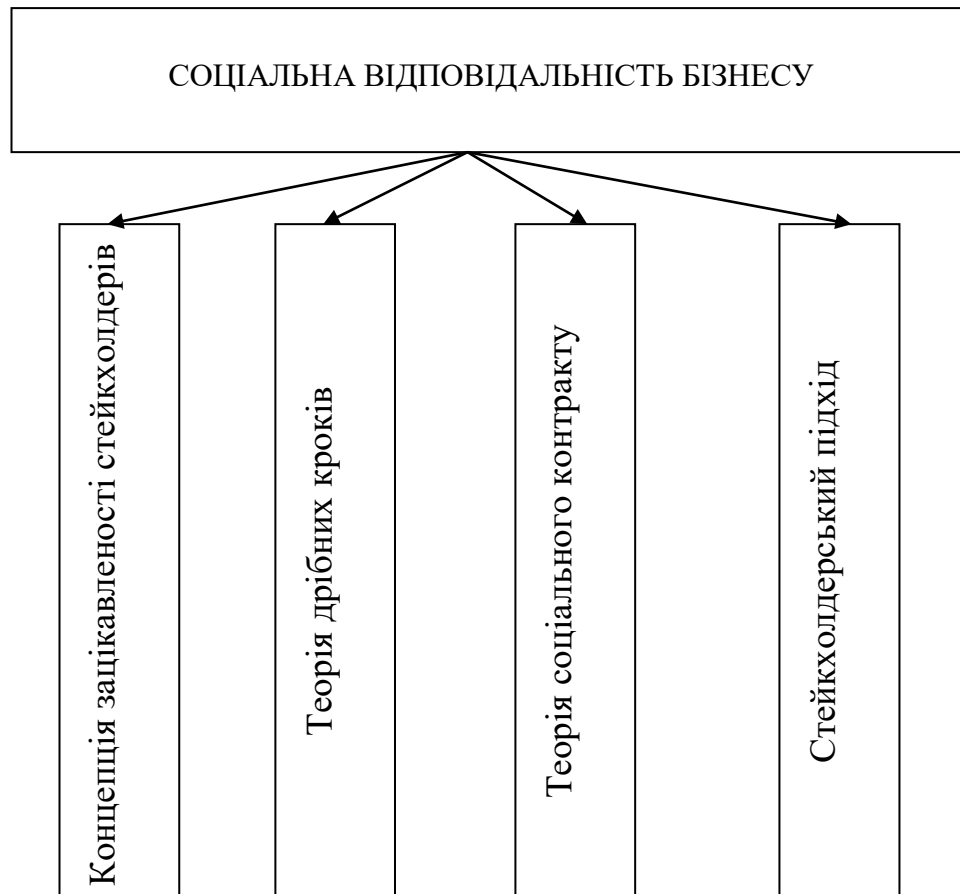 СОЦІАЛЬНА ВІДПОВІДАЛЬНІСТЬ БІЗНЕСУ
Концепція зацікавленості стейкхолдерів
Теорія дрібних кроків
Теорія соціального контракту
Стейкхолдерський підхід